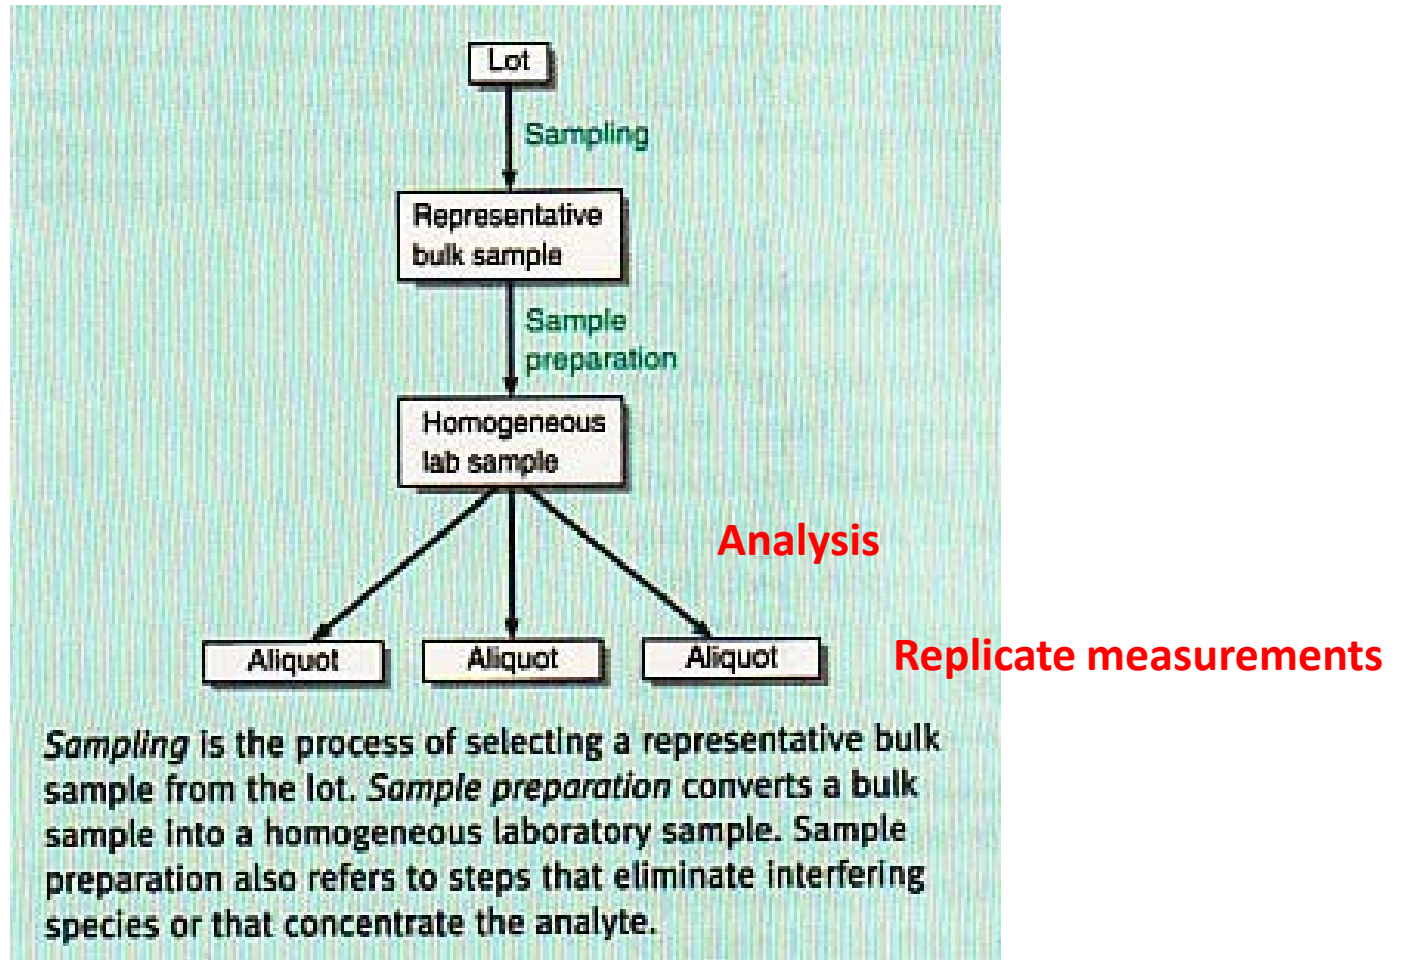 Lot
Sampling
Representative
bulk sample
Sample
preparation
Homogeneous
lab sample
Analysis
Aliquot Aliquot Aliquot Replicate measurements
Sampling is the process of selecting a representative bulk
sample from the lot. Sample preparation converts a bulk
sample into a homogeneous laboratory sample. Sample
preparation also refers to steps that eliminate interfering
species or that concentrate the analyte.